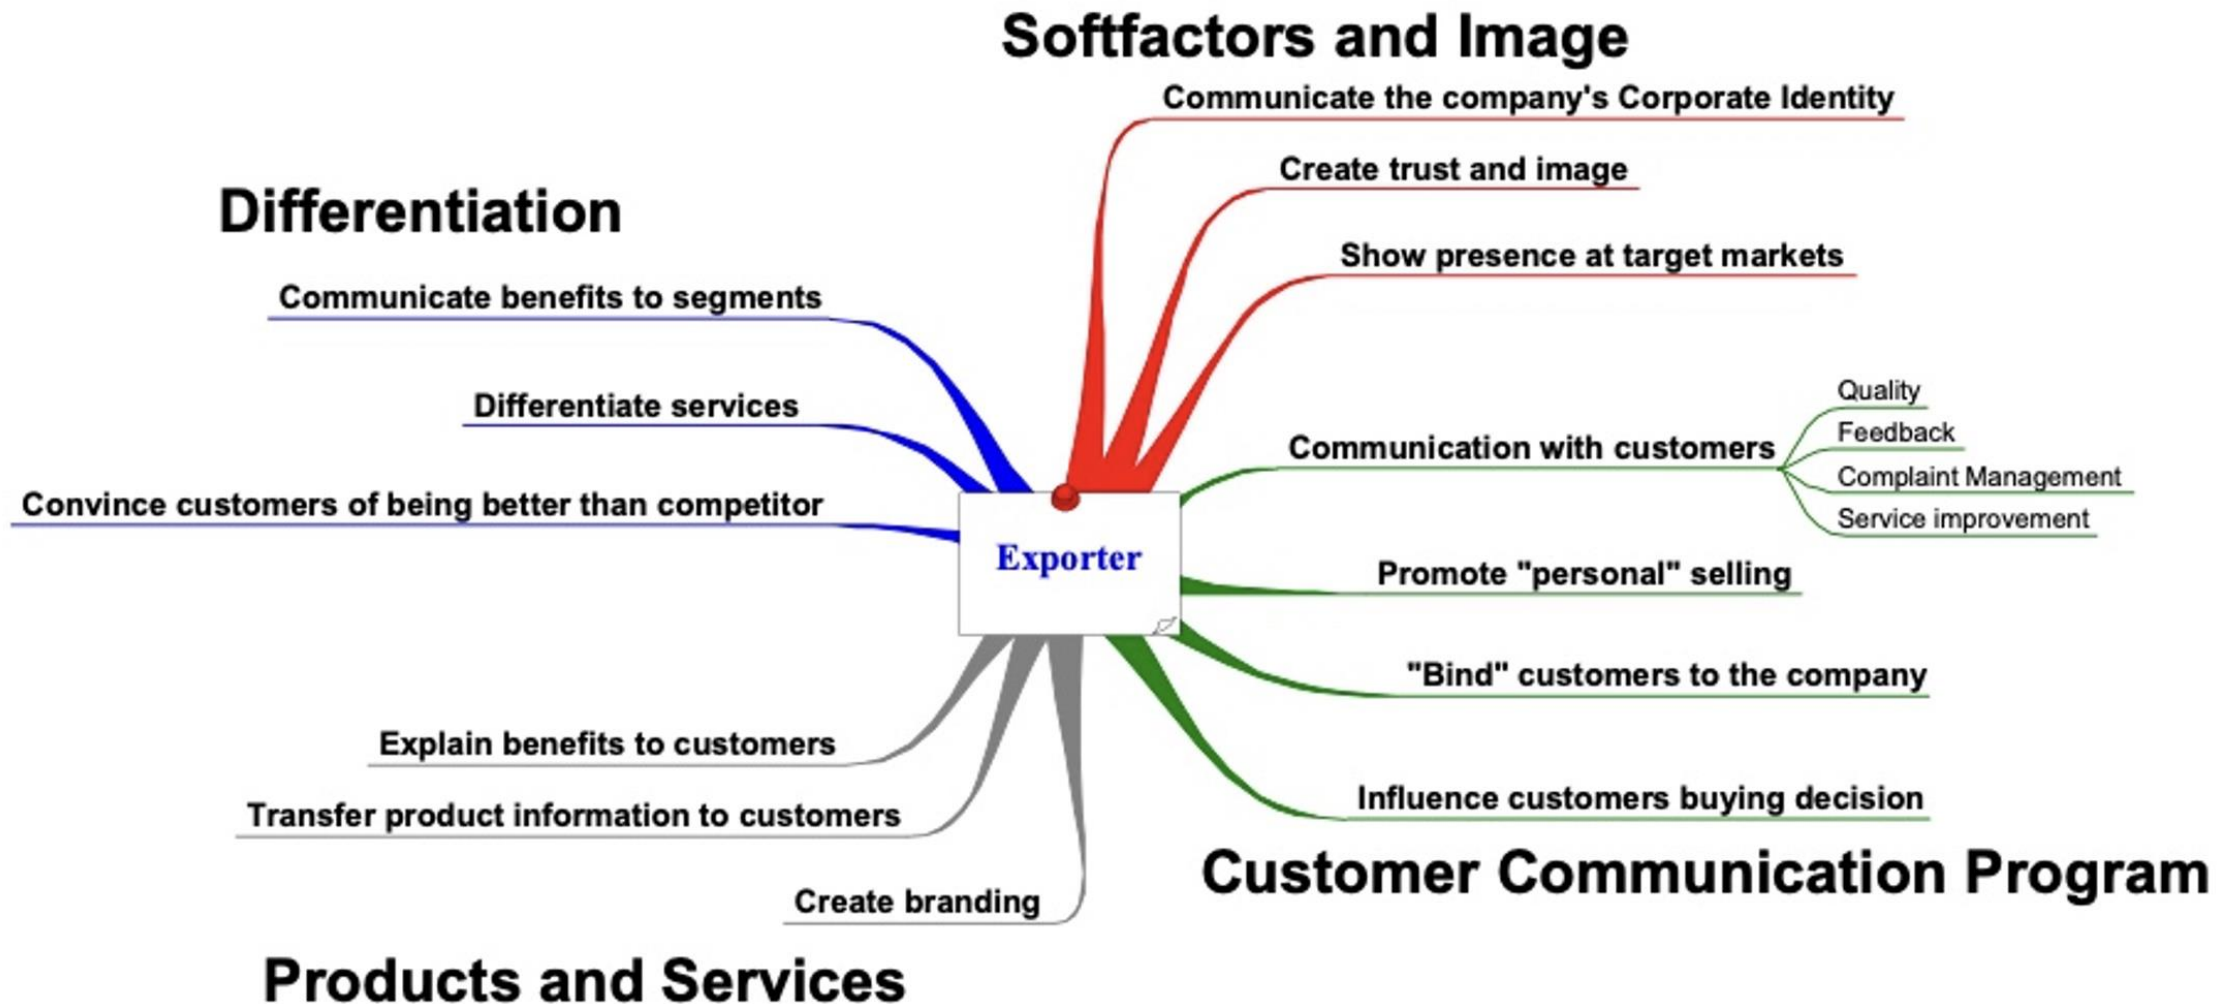 Softfactors and Image
Communicate the company's Corporate Identity
Create trust and image
Show presence at target markets
Differentiation
Communicate benefits to segments
Differentiate services
Convince customers of being better than competitor
Exporter
Communication with customers
Quality
Feedback
Complaint Management
Service improvement
Promote "personal" selling
"Bind" customers to the company
Influence customers buying decision
Customer Communication Program
Explain benefits to customers
Transfer product information to customers
Create branding
Products and Services